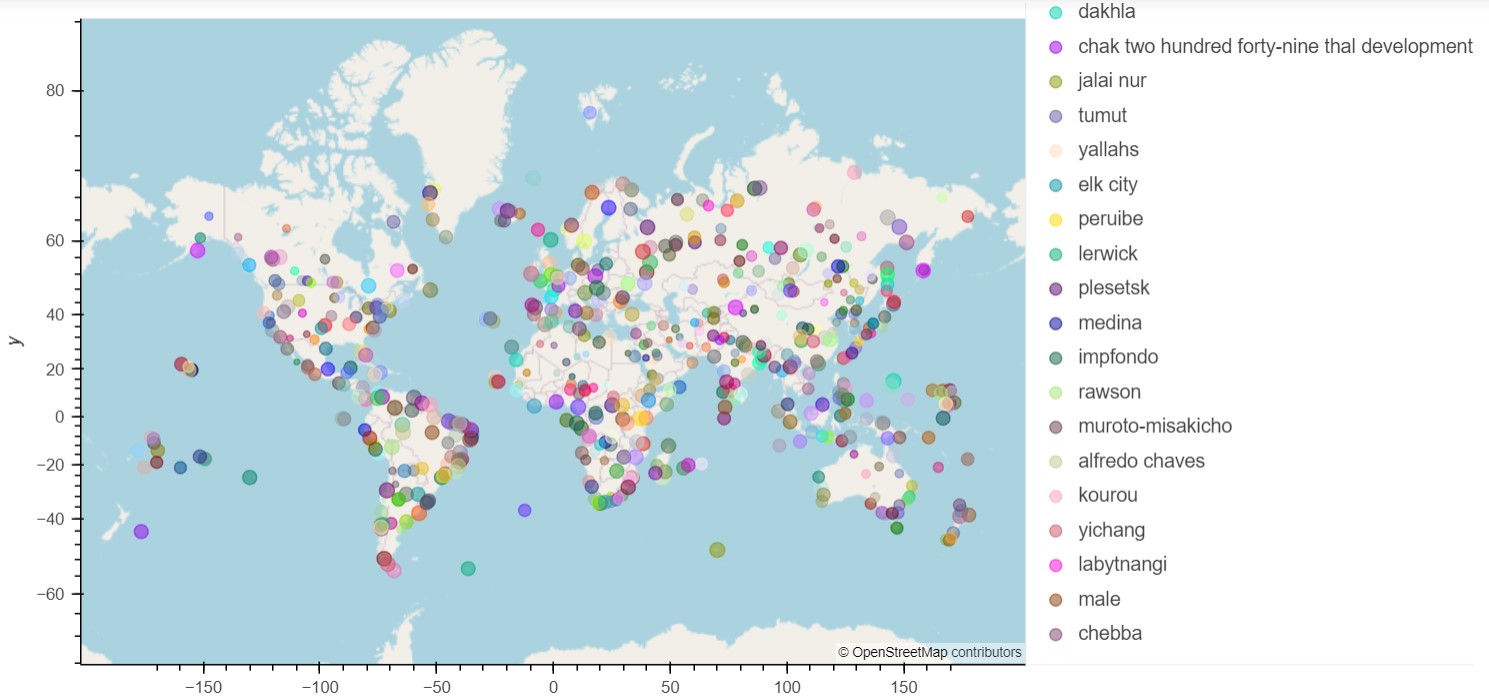 80
60
40
20
0
−20
−40
−60
y
−150
−100
−50
0
50
100
150
© OpenStreetMap contributors
dakhla
chak two hundred forty-nine thal development
jalai nur
tumut
yallahs
elk city
peruibe
lerwick
plesetsk
medina
impfondo
rawson
muroto-misakicho
alfredo chaves
kourou
yichang
labytnangi
male
chebba